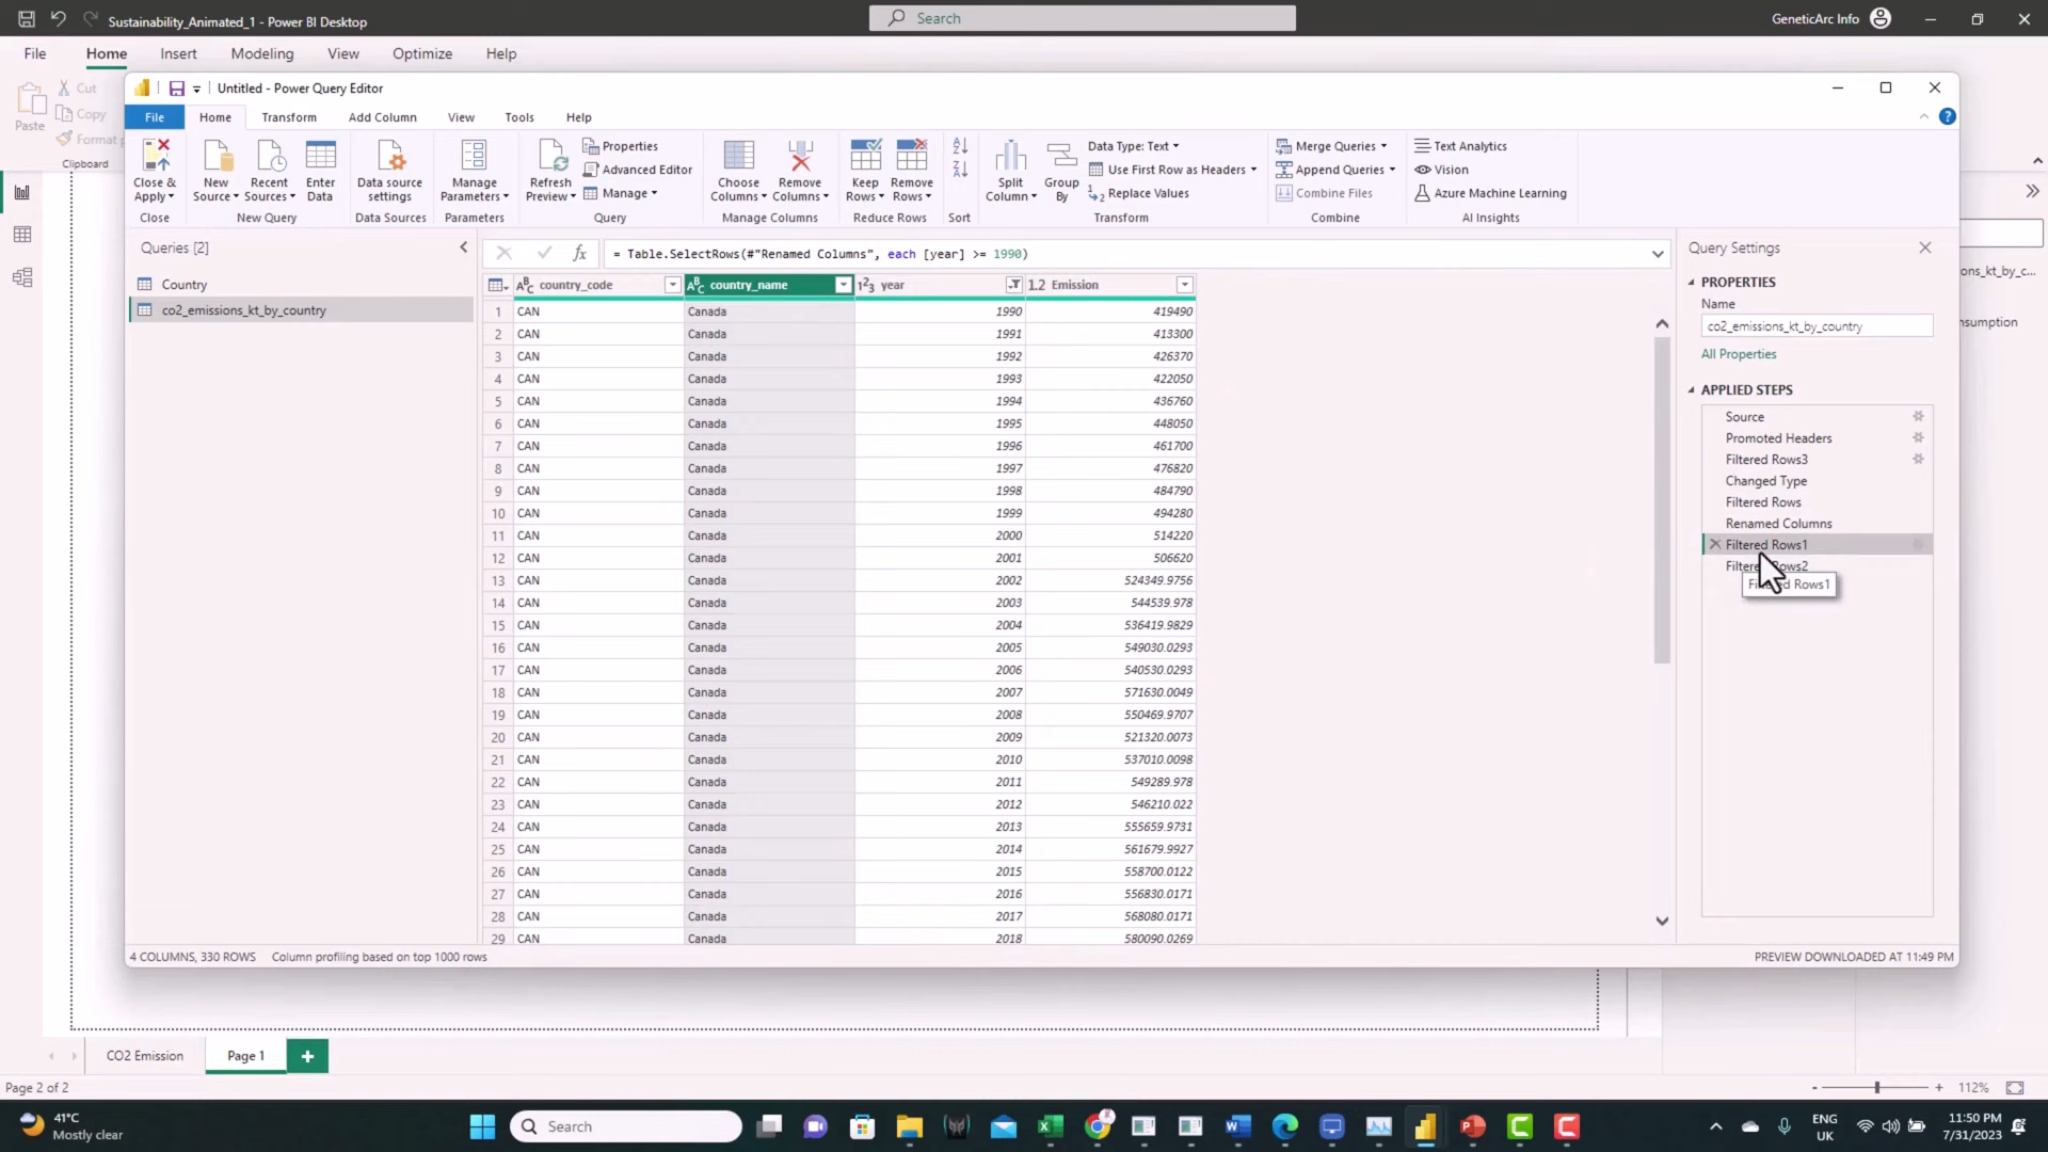 Sustainability_Animated_1 - Power BI Desktop
Search
GeneticArc Info
File
Home
Insert
Modeling
View
Optimize
Help
Paste
Cut
Copy
Format
Clipboard
Untitled - Power Query Editor
File
Home
Transform
Add Column
View
Tools
Help
Close & Apply
New Source
Recent Sources
Enter Data
Data source settings
Manage Parameters
Refresh Preview
Properties
Advanced Editor
Manage
Choose Columns
Remove Columns
Keep Rows
Remove Rows
Split Column
Group By
Data Type: Text
Use First Row as Headers
Replace Values
Merge Queries
Append Queries
Combine Files
Text Analytics
Vision
Azure Machine Learning
Close
New Query
Data Sources
Parameters
Query
Manage Columns
Reduce Rows
Sort
Transform
Combine
AI Insights
Queries [2]
Country
co2_emissions_kt_by_country
= Table.SelectRows(#"Renamed Columns", each [year] >= 1990)
country_code country_name year Emission
1 CAN Canada 1990 419490
2 CAN Canada 1991 413300
3 CAN Canada 1992 426370
4 CAN Canada 1993 422050
5 CAN Canada 1994 436760
6 CAN Canada 1995 448050
7 CAN Canada 1996 461700
8 CAN Canada 1997 476820
9 CAN Canada 1998 484790
10 CAN Canada 1999 494280
11 CAN Canada 2000 514220
12 CAN Canada 2001 506620
13 CAN Canada 2002 524349.9756
14 CAN Canada 2003 544539.978
15 CAN Canada 2004 536419.9829
16 CAN Canada 2005 549030.0293
17 CAN Canada 2006 540530.0293
18 CAN Canada 2007 571630.0049
19 CAN Canada 2008 550469.9707
20 CAN Canada 2009 521320.0073
21 CAN Canada 2010 537010.0098
22 CAN Canada 2011 549289.978
23 CAN Canada 2012 546210.022
24 CAN Canada 2013 555659.9731
25 CAN Canada 2014 561679.9927
26 CAN Canada 2015 558700.0122
27 CAN Canada 2016 556830.0171
28 CAN Canada 2017 568080.0171
29 CAN Canada 2018 580090.0269
Query Settings
PROPERTIES
Name
co2_emissions_kt_by_country
All Properties
APPLIED STEPS
Source
Promoted Headers
Filtered Rows3
Changed Type
Filtered Rows
Renamed Columns
Filtered Rows1
Rows2
Rows1
ons_kt_by_c...
nsumption
4 COLUMNS, 330 ROWS
Column profiling based on top 1000 rows
PREVIEW DOWNLOADED AT 11:49 PM
CO2 Emission
Page 1
Page 2 of 2
112%
41°C
Mostly clear
Search
ENG
UK
11:50 PM
7/31/2023